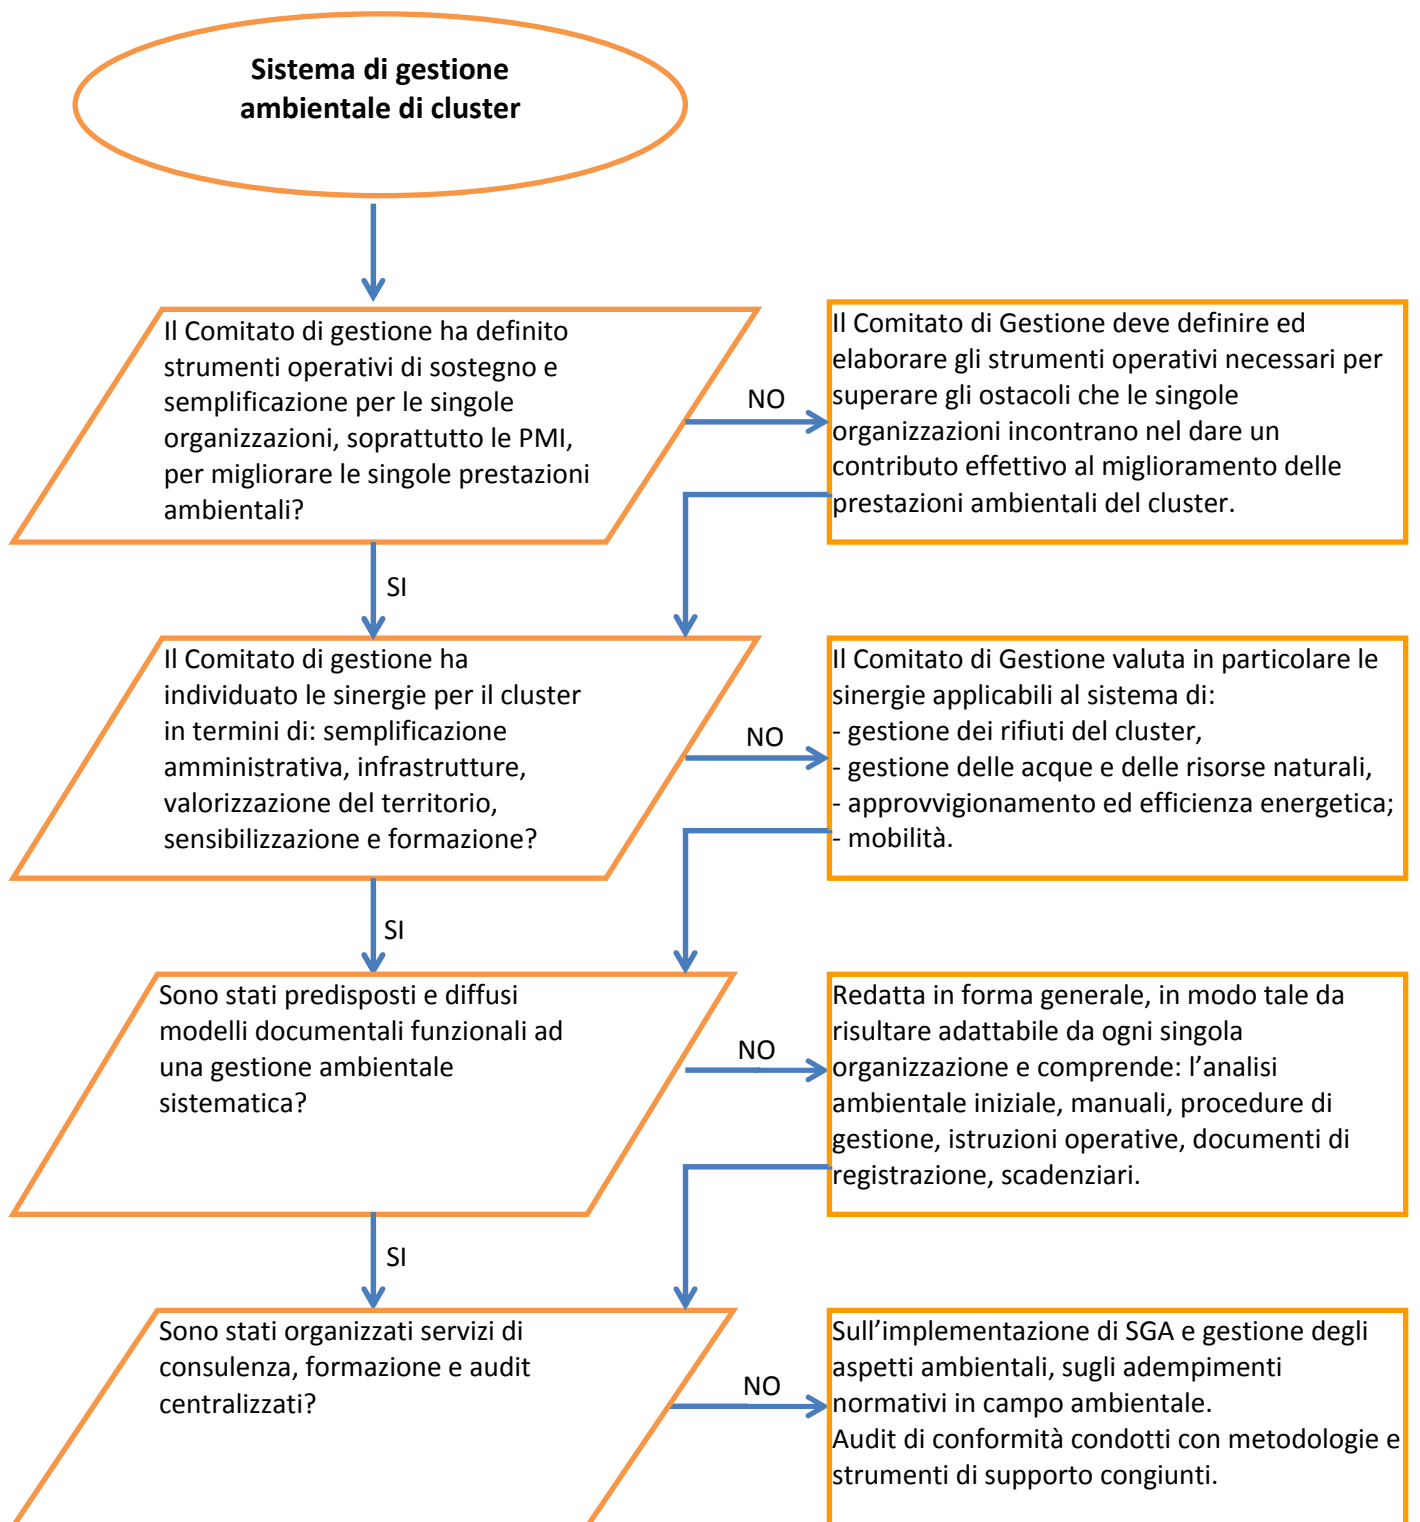 Sistema di gestione
ambientale di cluster
Il Comitato di gestione ha definito
strumenti operativi di sostegno e
semplificazione per le singole
organizzazioni, soprattutto le PMI,
per migliorare le singole prestazioni
ambientali?
NO
Il Comitato di Gestione deve definire ed
elaborare gli strumenti operativi necessari per
superare gli ostacoli che le singole
organizzazioni incontrano nel dare un
contributo effettivo al miglioramento delle
prestazioni ambientali del cluster.
SI
Il Comitato di gestione ha
individuato le sinergie per il cluster
in termini di: semplificazione
amministrativa, infrastrutture,
valorizzazione del territorio,
sensibilizzazione e formazione?
NO
Il Comitato di Gestione valuta in particolare le
sinergie applicabili al sistema di:
- gestione dei rifiuti del cluster,
- gestione delle acque e delle risorse naturali,
- approvvigionamento ed efficienza energetica;
- mobilità.
SI
Sono stati predisposti e diffusi
modelli documentali funzionali ad
una gestione ambientale
sistematica?
NO
Redatta in forma generale, in modo tale da
risultare adattabile da ogni singola
organizzazione e comprende: l’analisi
ambientale iniziale, manuali, procedure di
gestione, istruzioni operative, documenti di
registrazione, scadenziari.
SI
Sono stati organizzati servizi di
consulenza, formazione e audit
centralizzati?
NO
Sull’implementazione di SGA e gestione degli
aspetti ambientali, sugli adempimenti
normativi in campo ambientale.
Audit di conformità condotti con metodologie e
strumenti di supporto congiunti.